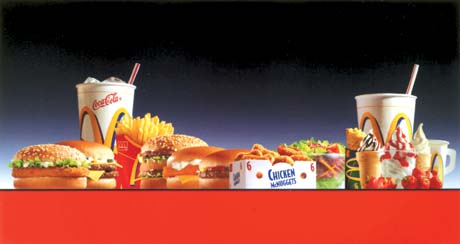 Coca-Cola
6
CHICKEN
McNUGGETS
6